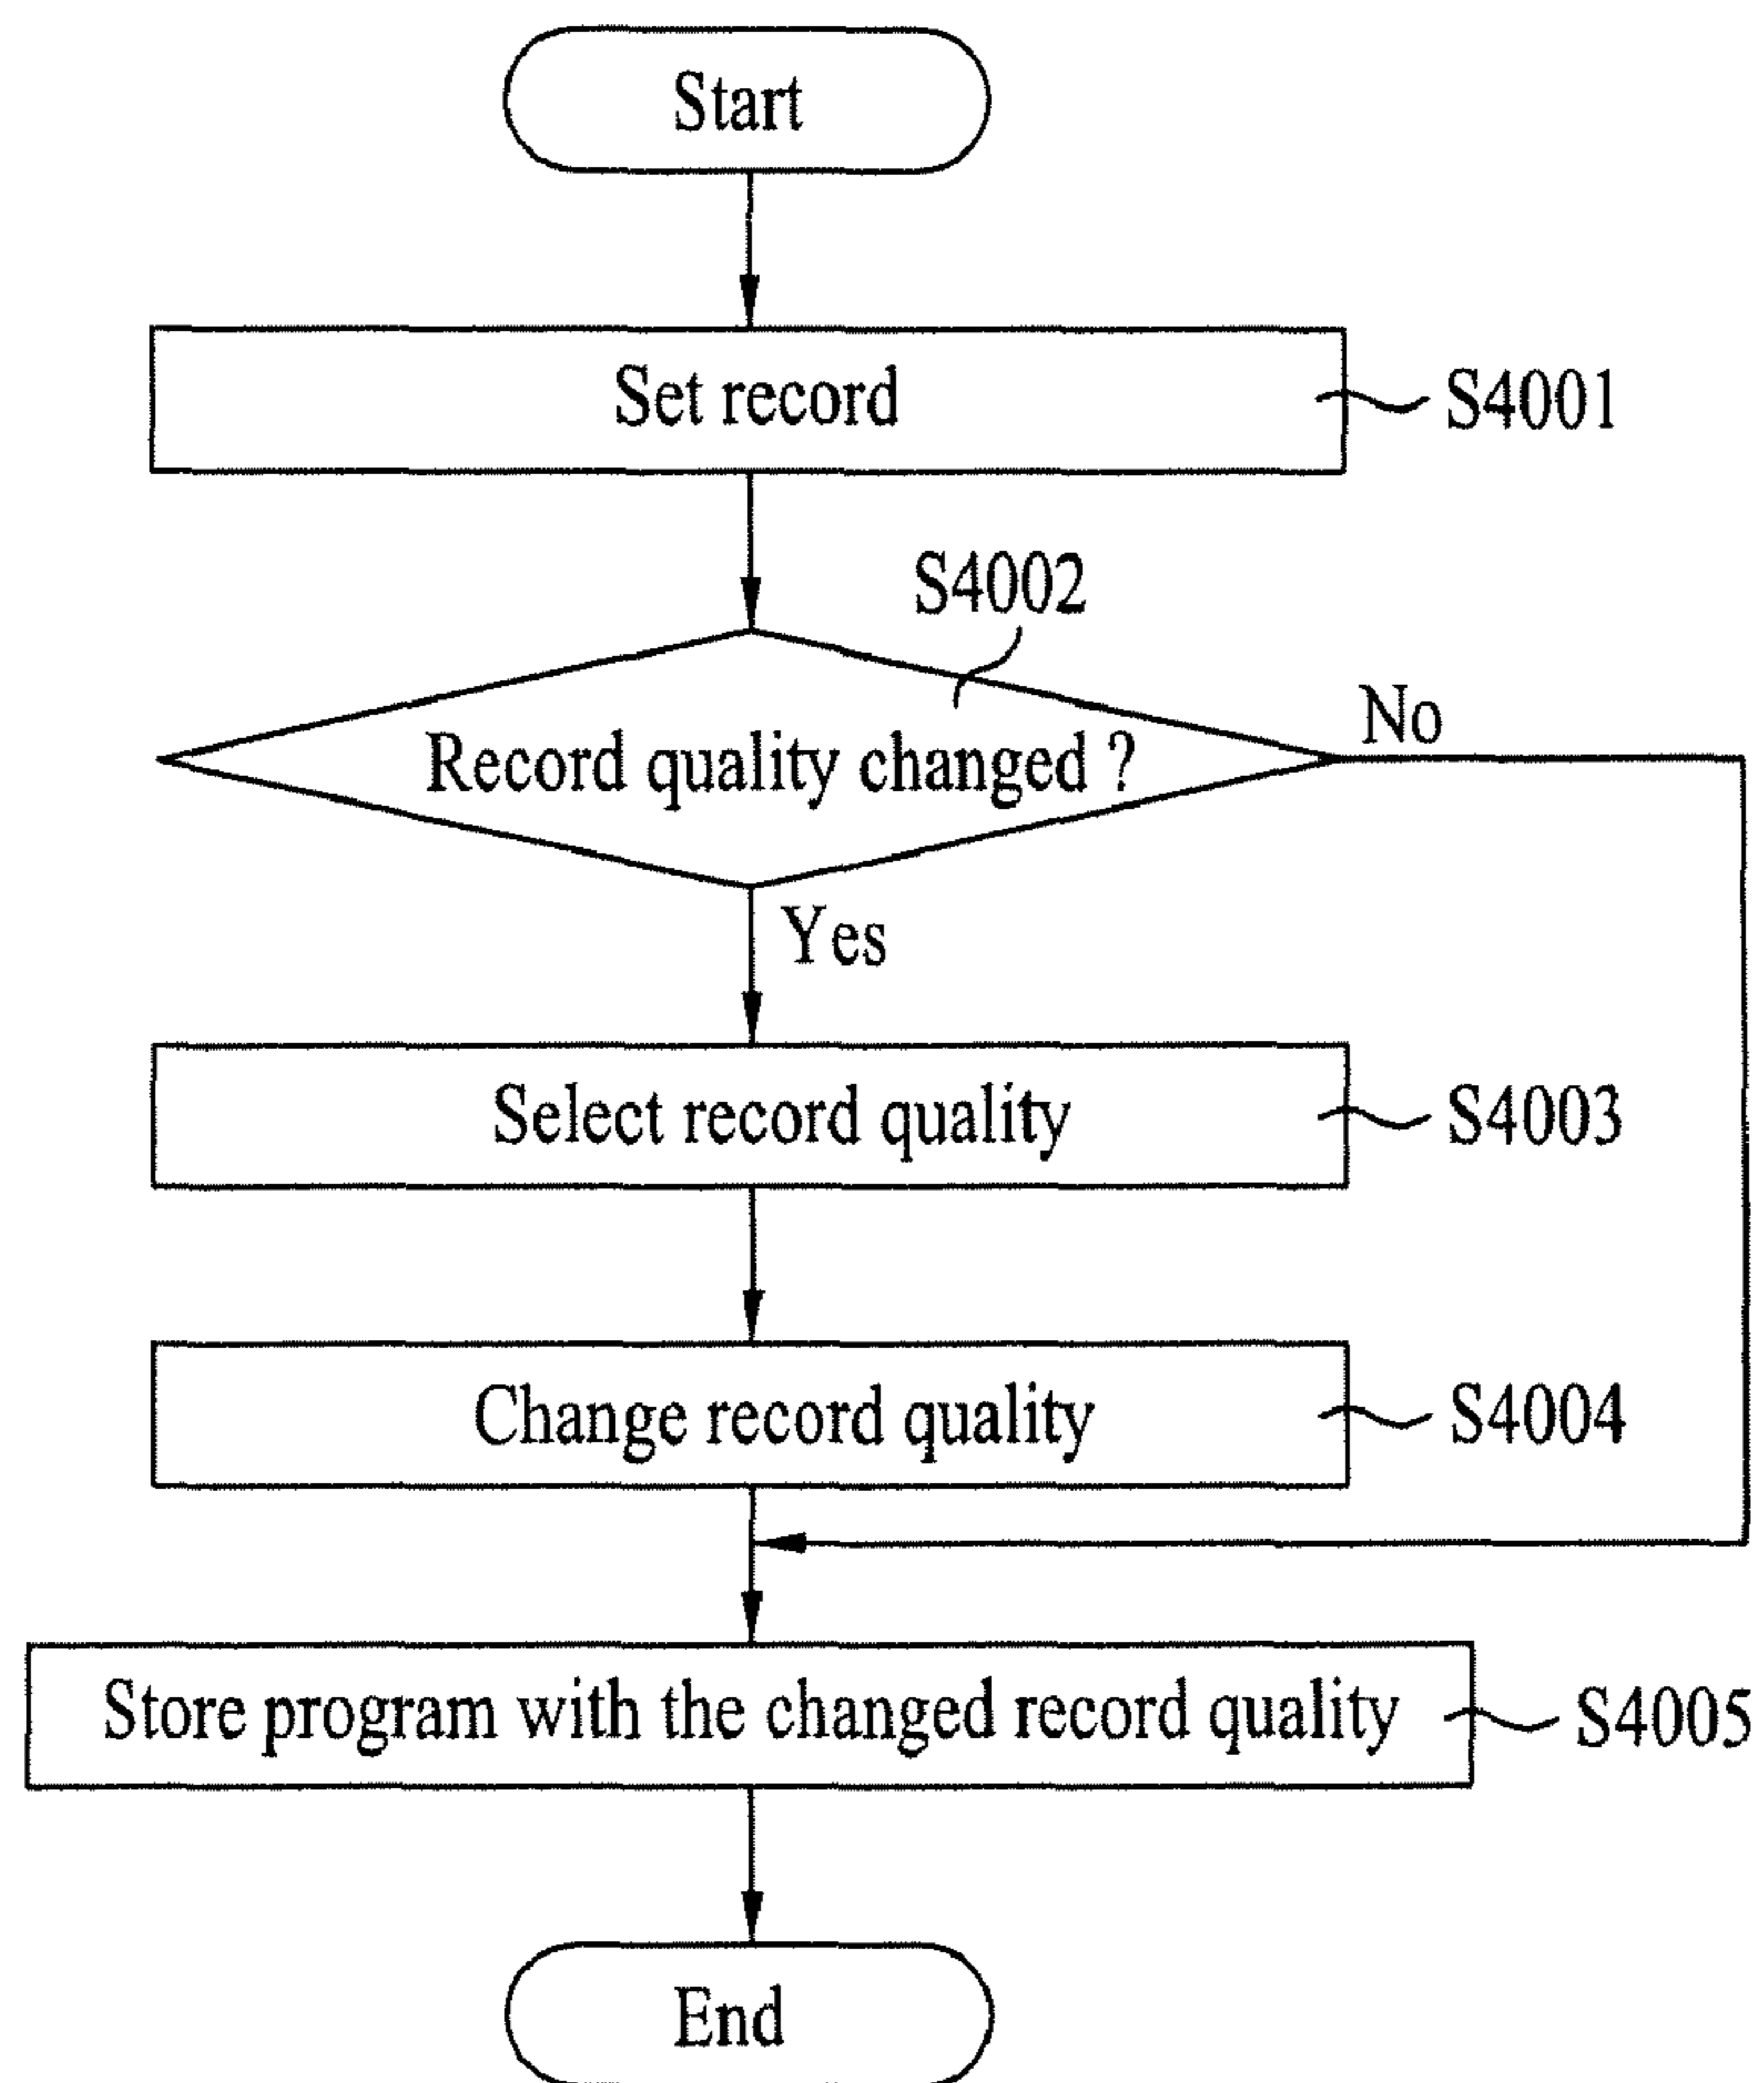 Start
Set record
S4001
S4002
Record quality changed ?
No
Yes
Select record quality
S4003
Change record quality
S4004
Store program with the changed record quality
S4005
End